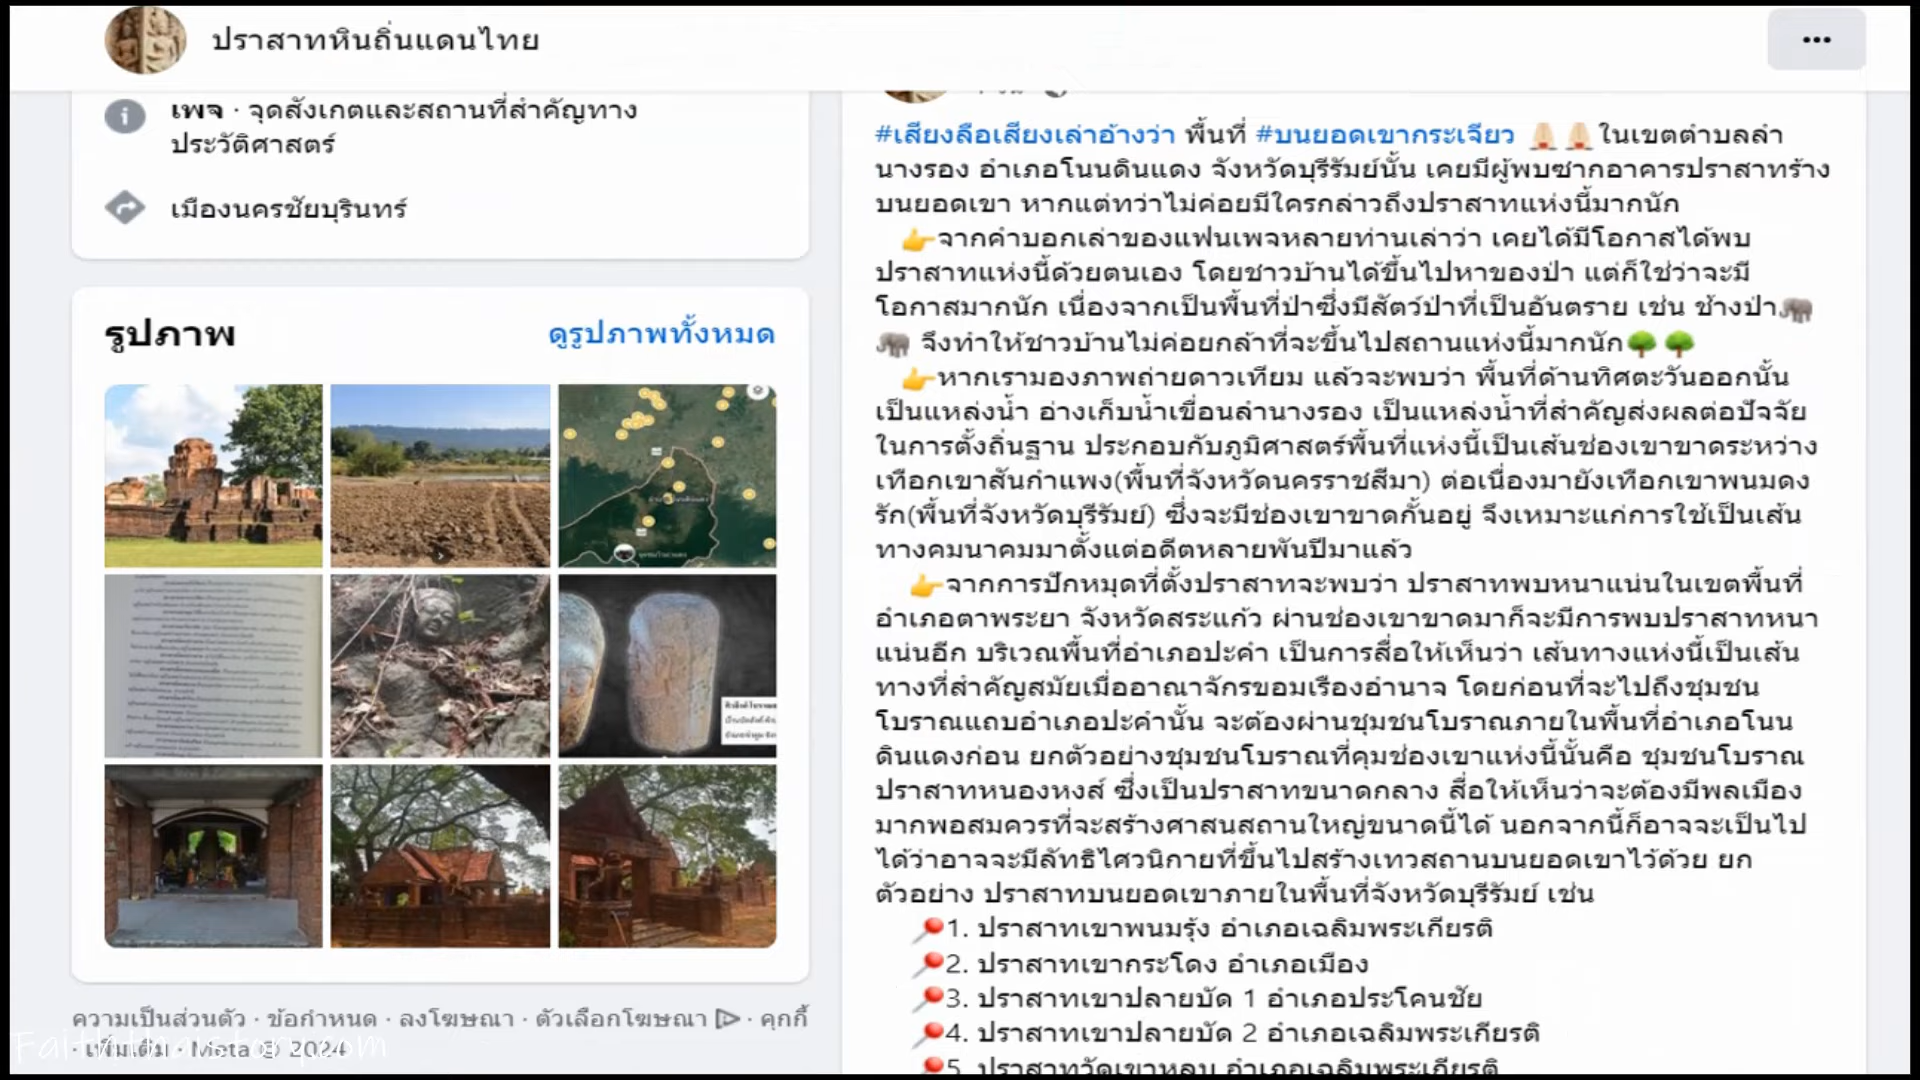 ปราสาทหินถิ่นแดนไทย
เพจ · จุดสังเกตและสถานที่สำคัญทาง
ประวัติศาสตร์
เมืองนครชัยบุรินทร์
รูปภาพ
ดูรูปภาพทั้งหมด
ความเป็นส่วนตัว · ข้อกำหนด · ลงโฆษณา · ตัวเลือกโฆษณา · คุกกี้
· เพิ่มเติม · Meta © 2024
Faiththaistory.com
#เสียงลือเสียงเล่าอ้างว่า พื้นที่ #บนยอดเขากระเจียว 🙏🏻🙏🏻ในเขตตำบลลำ
นางรอง อำเภอโนนดินแดง จังหวัดบุรีรัมย์นั้น เคยมีผู้พบซากอาคารปราสาทร้าง
บนยอดเขา หากแต่ทว่าไม่ค่อยมีใครกล่าวถึงปราสาทแห่งนี้มากนัก
👉จากคำบอกเล่าของแฟนเพจหลายท่านเล่าว่า เคยได้มีโอกาสได้พบ
ปราสาทแห่งนี้ด้วยตนเอง โดยชาวบ้านได้ขึ้นไปหาของป่า แต่ก็ใช่ว่าจะมี
โอกาสมากนัก เนื่องจากเป็นพื้นที่ป่าซึ่งมีสัตว์ป่าที่เป็นอันตราย เช่น ช้างป่า🐘
🐘 จึงทำให้ชาวบ้านไม่ค่อยกล้าที่จะขึ้นไปสถานแห่งนี้มากนัก🌳🌳
👉หากเรามองภาพถ่ายดาวเทียม แล้วจะพบว่า พื้นที่ด้านทิศตะวันออกนั้น
เป็นแหล่งน้ำ อ่างเก็บน้ำเขื่อนลำนางรอง เป็นแหล่งน้ำที่สำคัญส่งผลต่อปัจจัย
ในการตั้งถิ่นฐาน ประกอบกับภูมิศาสตร์พื้นที่แห่งนี้เป็นเส้นช่องเขาขาดระหว่าง
เทือกเขาสันกำแพง(พื้นที่จังหวัดนครราชสีมา) ต่อเนื่องมายังเทือกเขาพนมดง
รัก(พื้นที่จังหวัดบุรีรัมย์) ซึ่งจะมีช่องเขาขาดกั้นอยู่ จึงเหมาะแก่การใช้เป็นเส้น
ทางคมนาคมมาตั้งแต่อดีตหลายพันปีมาแล้ว
👉จากการปักหมุดที่ตั้งปราสาทจะพบว่า ปราสาทพบหนาแน่นในเขตพื้นที่
อำเภอตาพระยา จังหวัดสระแก้ว ผ่านช่องเขาขาดมาก็จะมีการพบปราสาทหนา
แน่นอีก บริเวณพื้นที่อำเภอปะคำ เป็นการสื่อให้เห็นว่า เส้นทางแห่งนี้เป็นเส้น
ทางที่สำคัญสมัยเมื่ออาณาจักรขอมเรืองอำนาจ โดยก่อนที่จะไปถึงชุมชน
โบราณแถบอำเภอปะคำนั้น จะต้องผ่านชุมชนโบราณภายในพื้นที่อำเภอโนน
ดินแดงก่อน ยกตัวอย่างชุมชนโบราณที่คุมช่องเขาแห่งนี้นั้นคือ ชุมชนโบราณ
ปราสาทหนองหงส์ ซึ่งเป็นปราสาทขนาดกลาง สื่อให้เห็นว่าจะต้องมีพลเมือง
มากพอสมควรที่จะสร้างศาสนสถานใหญ่ขนาดนี้ได้ นอกจากนี้ก็อาจจะเป็นไป
ได้ว่าอาจจะมีลัทธิไศวนิกายที่ขึ้นไปสร้างเทวสถานบนยอดเขาไว้ด้วย ยก
ตัวอย่าง ปราสาทบนยอดเขาภายในพื้นที่จังหวัดบุรีรัมย์ เช่น
📍1. ปราสาทเขาพนมรุ้ง อำเภอเฉลิมพระเกียรติ
📍2. ปราสาทเขากระโดง อำเภอเมือง
📍3. ปราสาทเขาปลายบัด 1 อำเภอประโคนชัย
📍4. ปราสาทเขาปลายบัด 2 อำเภอเฉลิมพระเกียรติ
📍5. ปราสาทวัดเขาหลุบ อำเภอเฉลิมพระเกียรติ